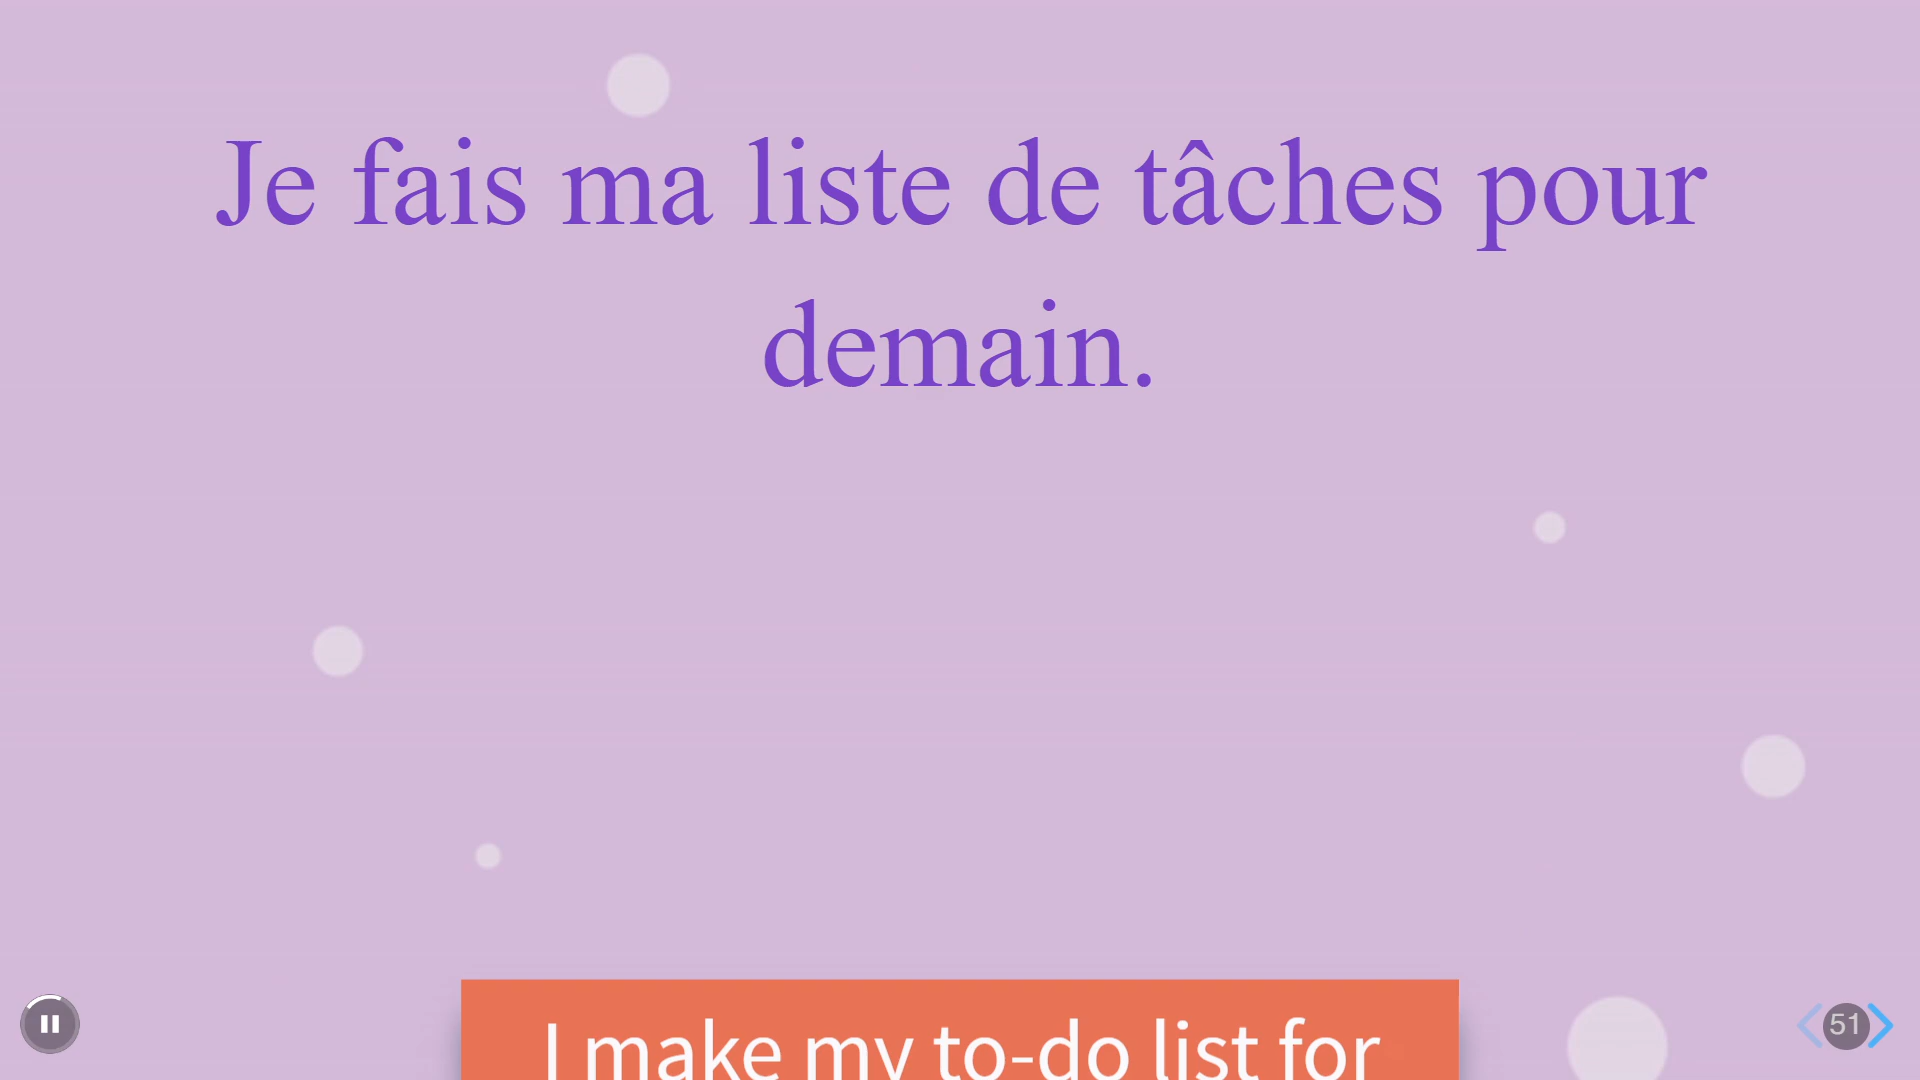 Je fais ma liste de tâches pour
demain.
I make my to-do list for
51